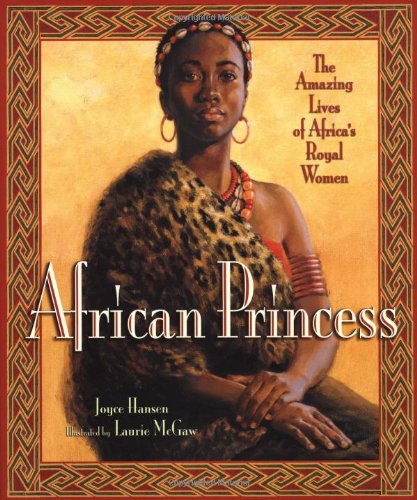 The
Amazing
Lives
of Africa's
Royal
Women
African Princess
Joyce Hansen
Illustrated by Laurie McGaw